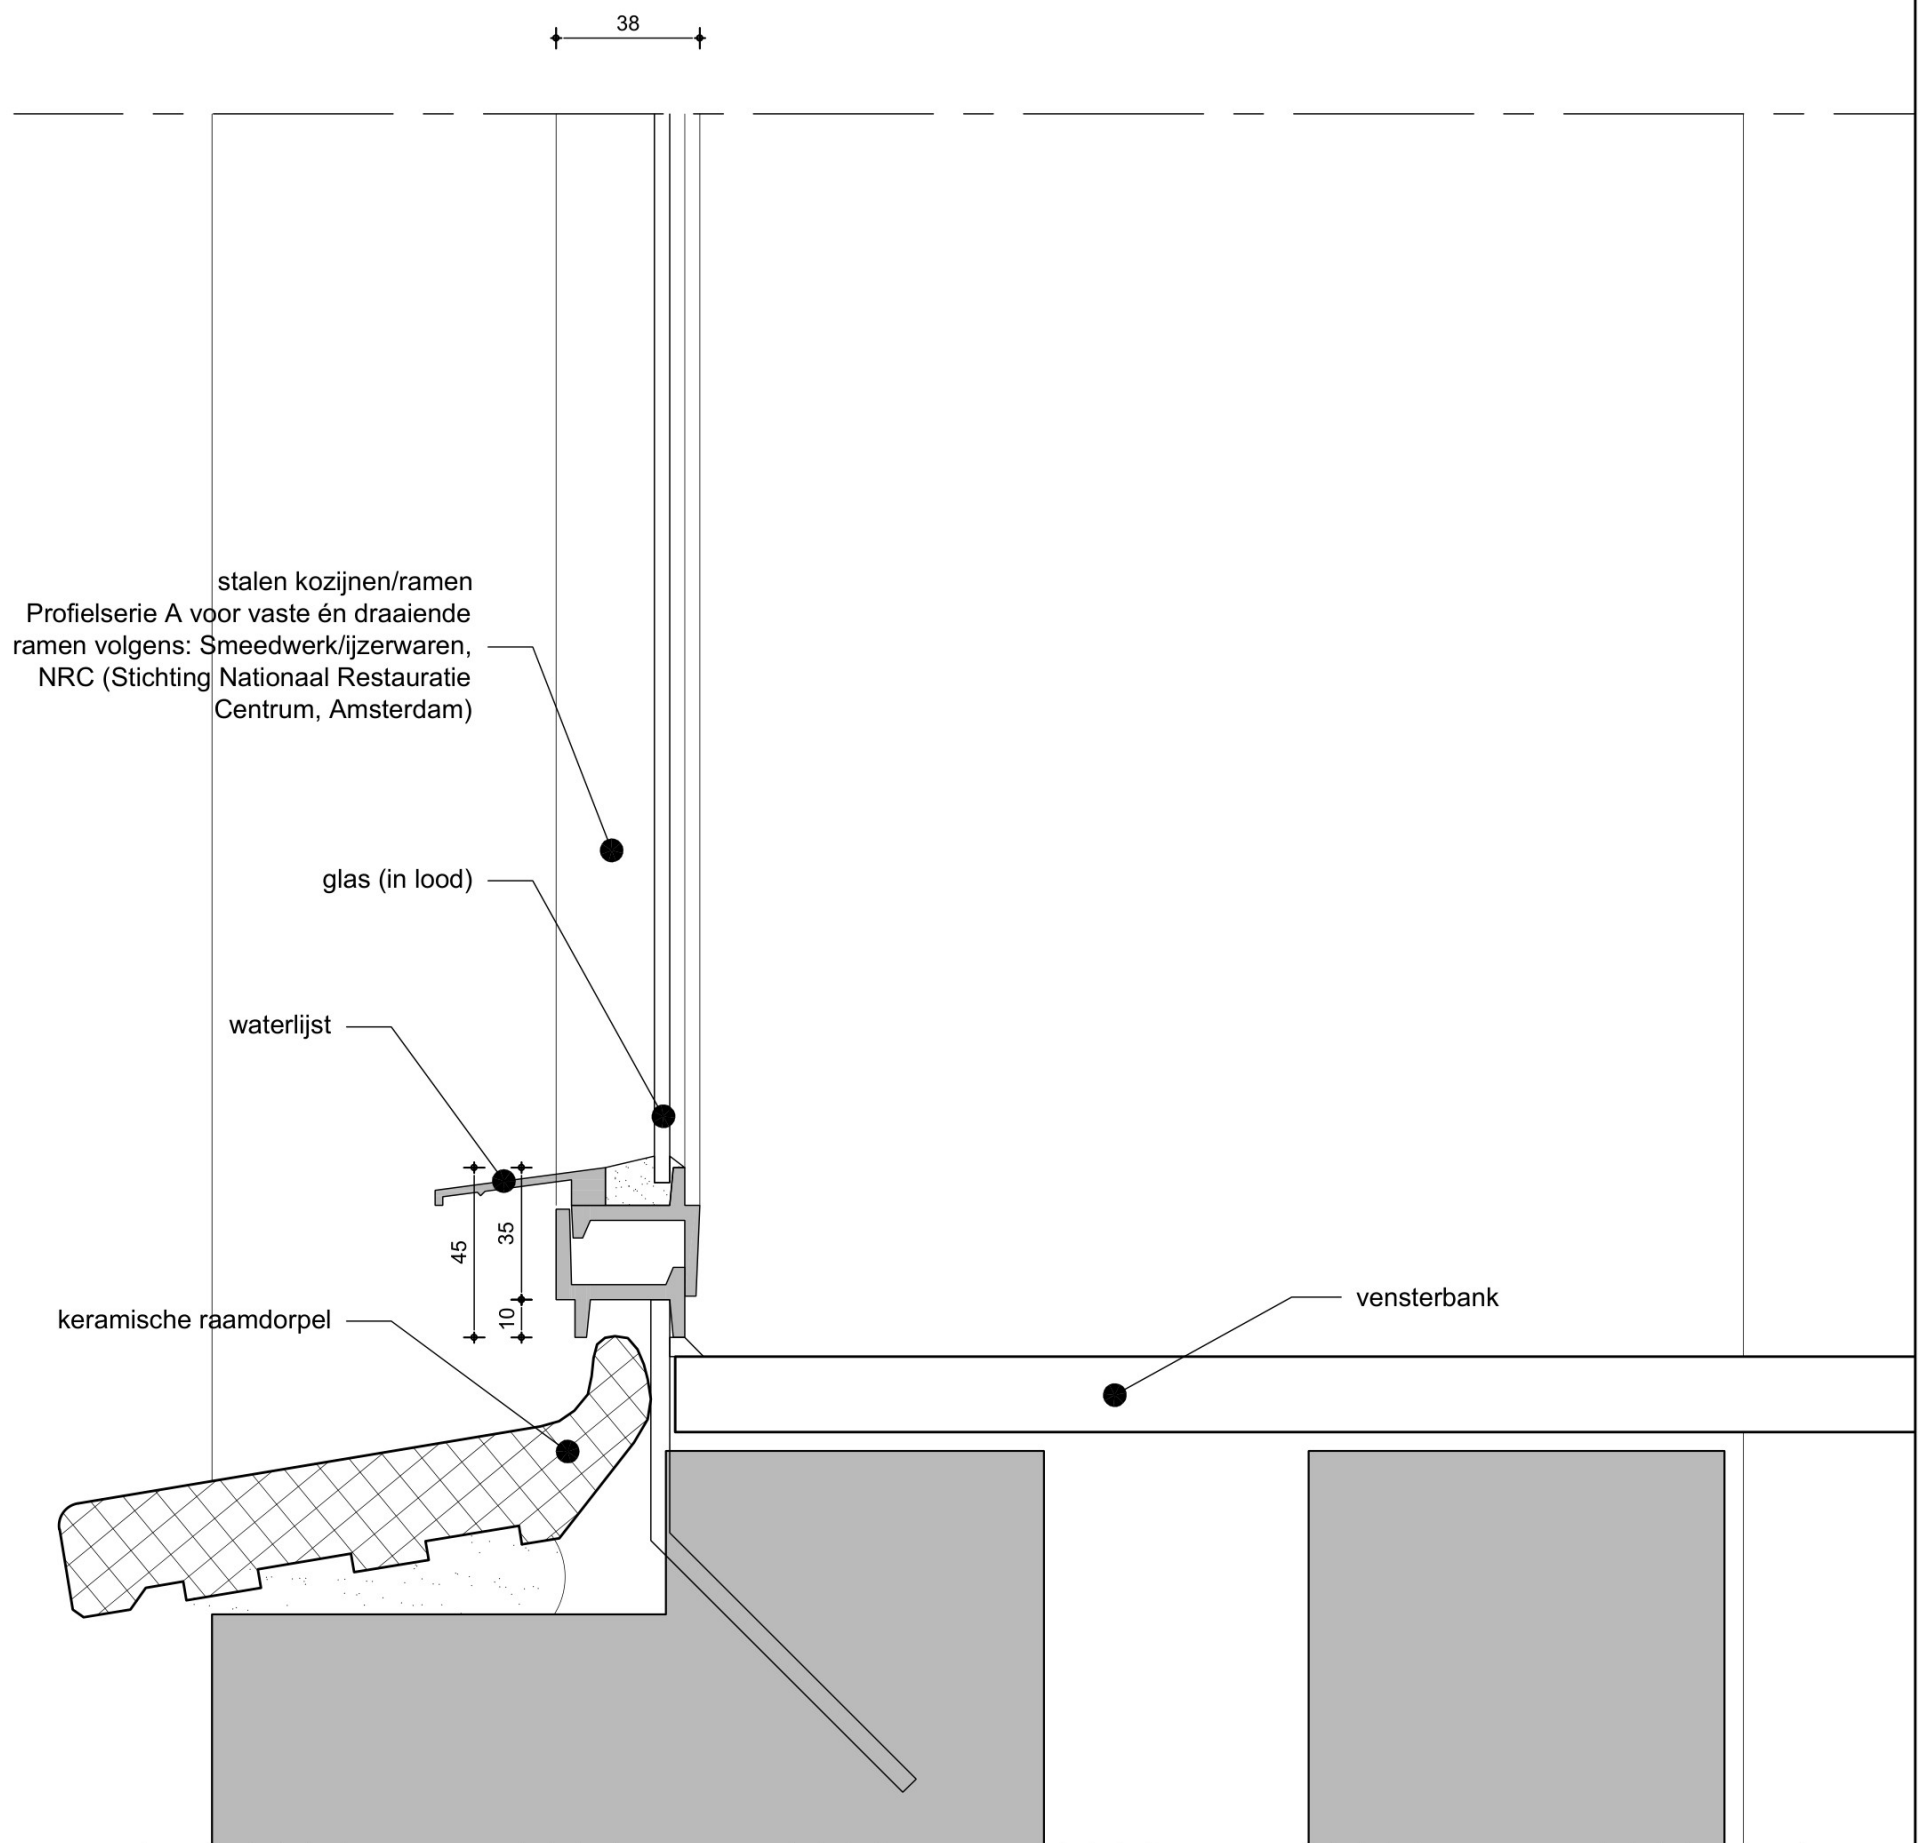 38
stalen kozijnen/ramen
Profielserie A voor vaste én draaiende
ramen volgens: Smeedwerk/ijzerwaren,
NRC (Stichting Nationaal Restauratie
Centrum, Amsterdam)
glas (in lood)
waterlijst
45
35
10
keramische raamdorpel
vensterbank